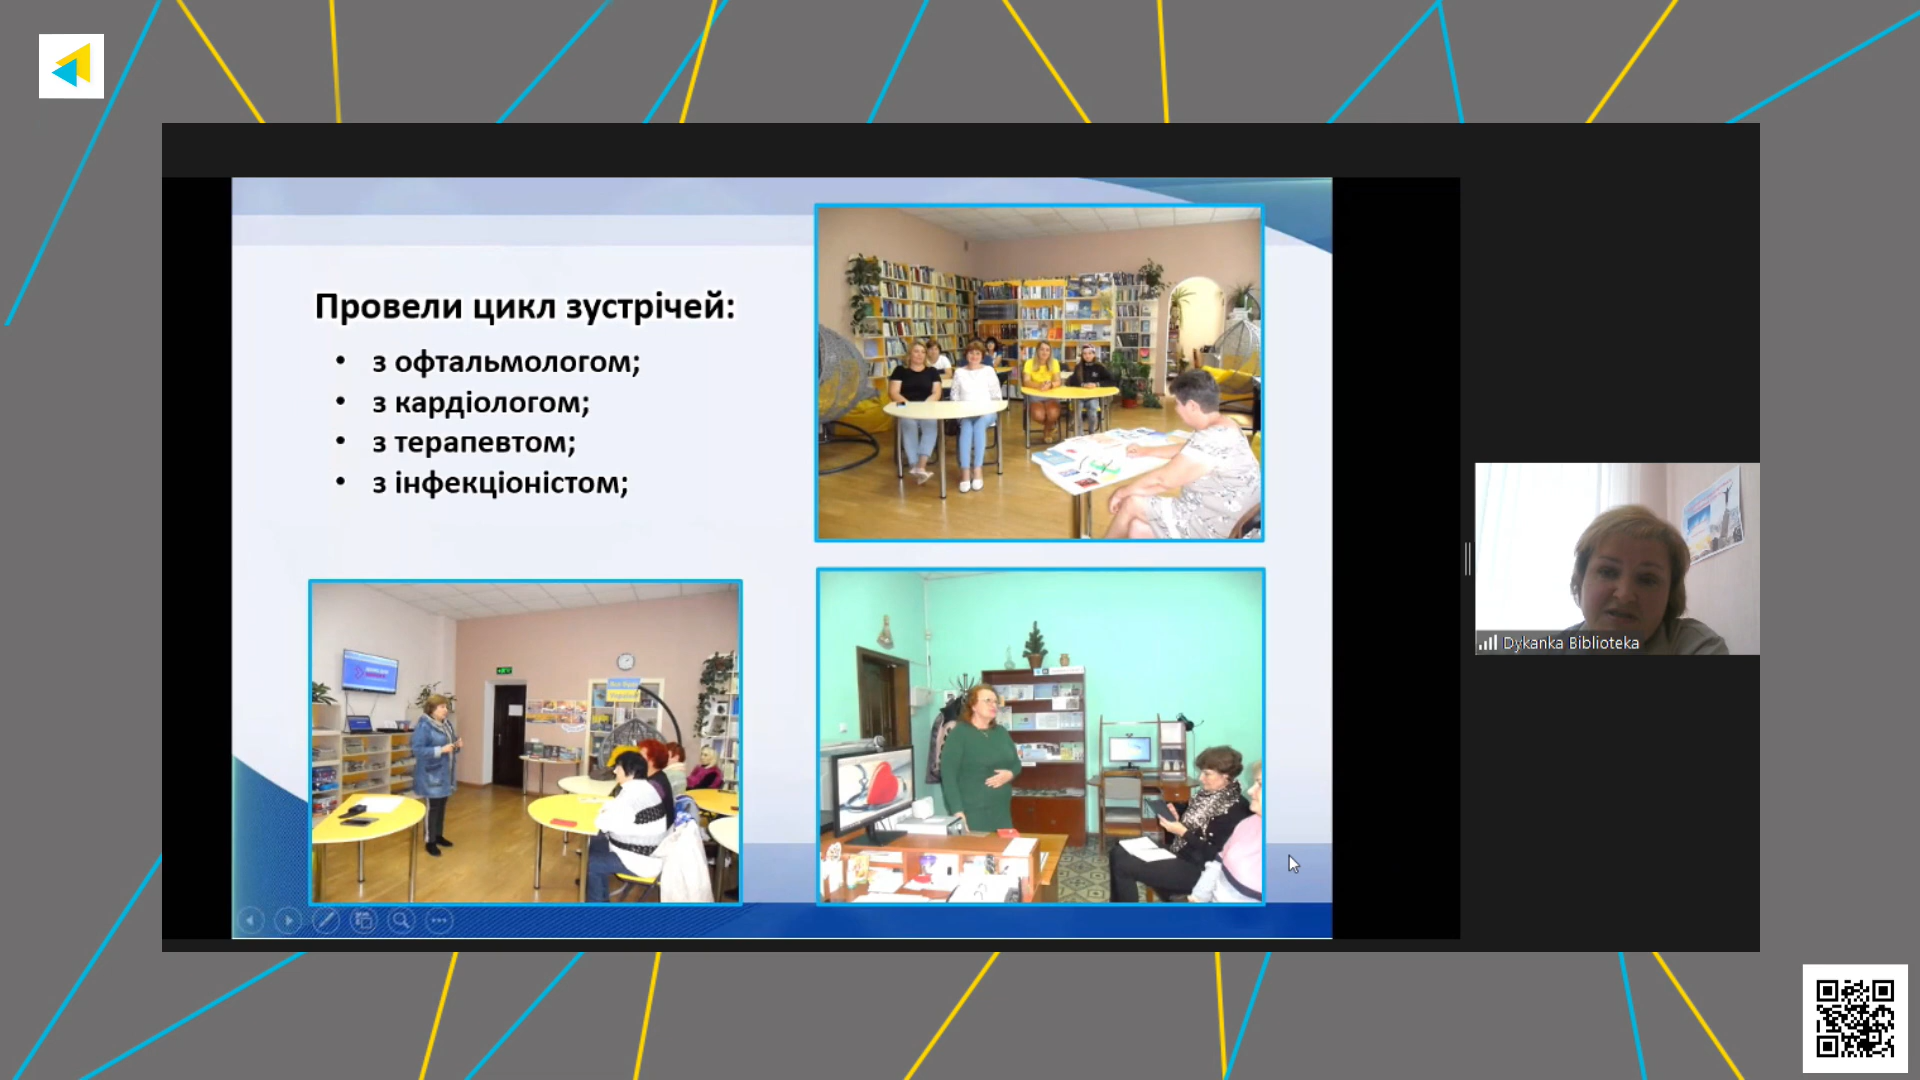 Провели цикл зустрічей:
• з офтальмологом;
• з кардіологом;
• з терапевтом;
• з інфекціоністом;
Dykanka Biblioteka